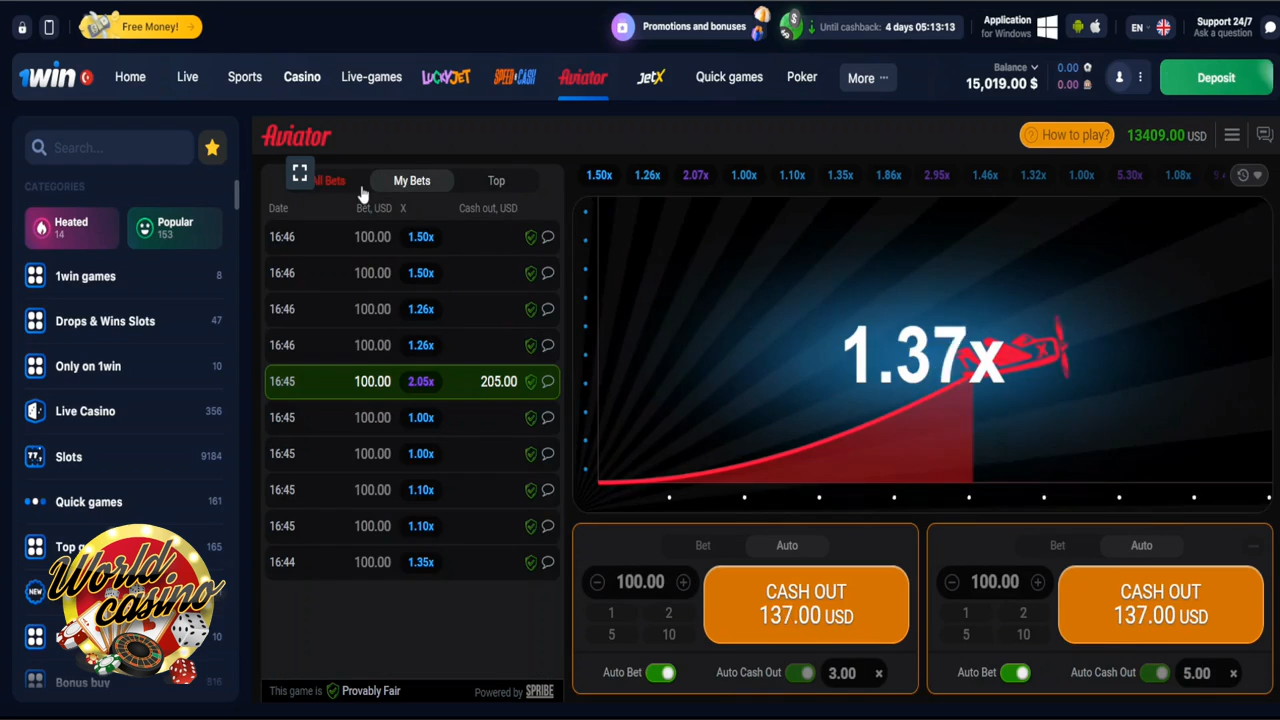 Free Money!
Promotions and bonuses
Until cashback: 4 days 05:13:13
Application
for Windows
EN
Support 24/7
Ask a question
1win
Home
Live
Sports
Casino
Live-games
LUCKYJET
SPEED&CASH
Aviator
JetX
Quick games
Poker
More ...
Balance
15,019.00 $
0.00
0.00
Deposit
Search...
CATEGORIES
Heated
14
Popular
153
1win games 8
Drops & Wins Slots 47
Only on 1win 10
Live Casino 356
Slots 9184
Quick games 161
Top 165
NEW
10
Bonus buy 816
World
casino
Aviator
? How to play?
13409.00 USD
All Bets
My Bets
Top
Date Bet, USD X Cash out, USD
16:46 100.00 1.50x
16:46 100.00 1.50x
16:46 100.00 1.26x
16:46 100.00 1.26x
16:45 100.00 2.05x 205.00
16:45 100.00 1.00x
16:45 100.00 1.00x
16:45 100.00 1.10x
16:45 100.00 1.10x
16:44 100.00 1.35x
This game is Provably Fair
Powered by SPRIBE
1.50x 1.26x 2.07x 1.00x 1.10x 1.35x 1.86x 2.95x 1.46x 1.32x 1.00x 5.30x 1.08x
1.37x
Bet Auto
100.00
1 2
5 10
CASH OUT
137.00 USD
Auto Bet
Auto Cash Out 3.00 x
Bet Auto
100.00
1 2
5 10
CASH OUT
137.00 USD
Auto Bet
Auto Cash Out 5.00 x